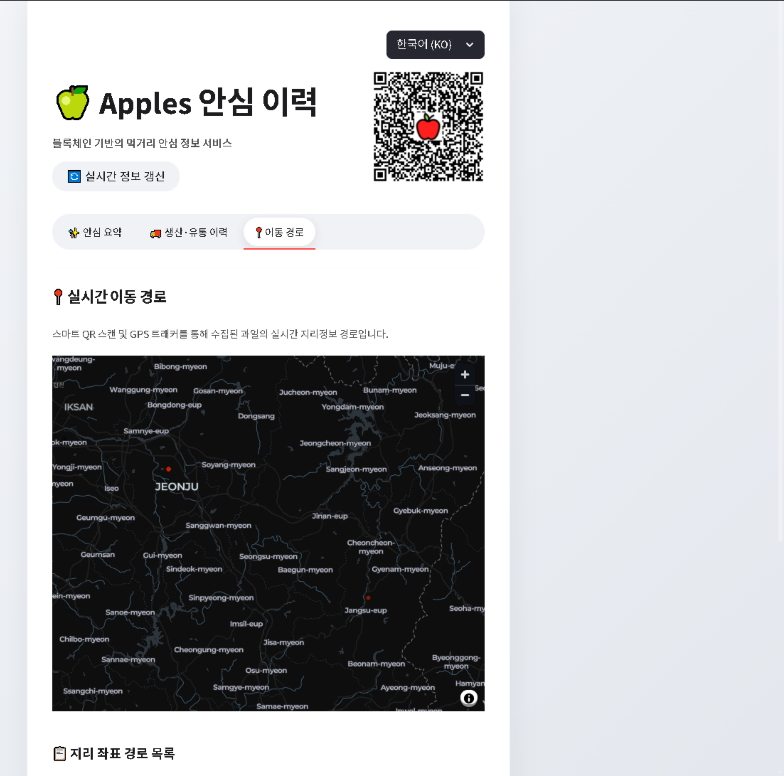 한국어 (KO)
Apples 안심 이력
블록체인 기반의 먹거리 안심 정보 서비스
실시간 정보 갱신
안심 요약
생산·유통 이력
이동 경로
실시간 이동 경로
스마트 QR 스캔 및 GPS 트래커를 통해 수집된 과일의 실시간 지리정보 경로입니다.
Bibong-myeon
+
Wanggung-myeon
Gosan-myeon
Jucheon-myeon
Bunam-myeon
−
IKSAN
Bongdong-eup
Yongdam-myeon
Dongsang
Jeoksang-myeon
Samnye-eup
Jeongcheon-myeon
Yongji-myeon
Soyang-myeon
Sangjeon-myeon
Anseong-myeon
JEONJU
Iseo
Gyebuk-myeon
Geumgu-myeon
Jinan-eup
Sanggwan-myeon
Cheoncheon-
myeon
Geumsan
Gui-myeon
Seongsu-myeon
Sindeok-myeon
Baegun-myeon
Gyenam-myeon
Sinpyeong-myeon
Jangsu-eup
Imsil-eup
Chilbo-myeon
Jisa-myeon
Cheongung-myeon
Sannae-myeon
Beonam-myeon
Byeonggong-
myeon
Osu-myeon
Ssangchi-myeon
Samgye-myeon
Ayeong-myeon
Samae-myeon
지리 좌표 경로 목록